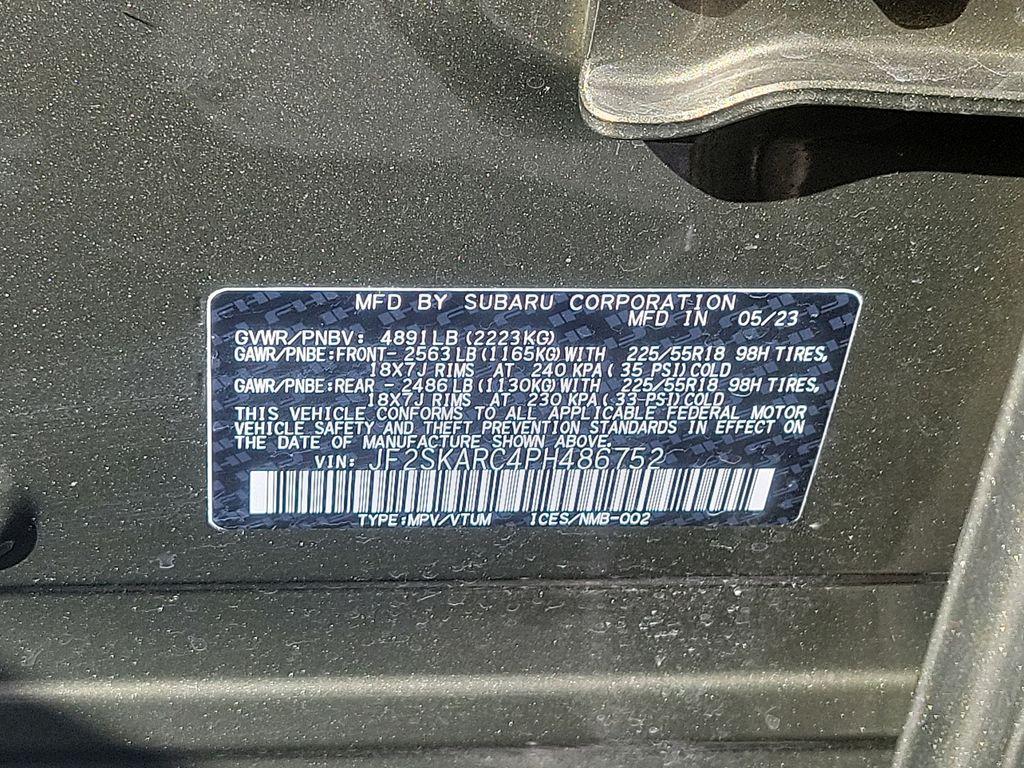 MFD BY SUBARU CORPORATION
MFD IN 05/23
GVWR/PNBV: 4891LB (2223KG)
GAWR/PNBE:FRONT- 2563LB (1165KG)WITH 225/55R18 98H TIRES,
18X7J RIMS AT 240 KPA (35 PSI)COLD
GAWR/PNBE:REAR - 2486LB (1130KG)WITH 225/55R18 98H TIRES,
18X7J RIMS AT 230 KPA (33-PSI)COLD
THIS VEHICLE CONFORMS TO ALL APPLICABLE FEDERAL MOTOR
VEHICLE SAFETY AND THEFT PREVENTION STANDARDS IN EFFECT ON
THE DATE OF MANUFACTURE SHOWN ABOVE.
VIN: JF2SKARC4PH486752
TYPE:MPV/VTUM ICES/NMB-002